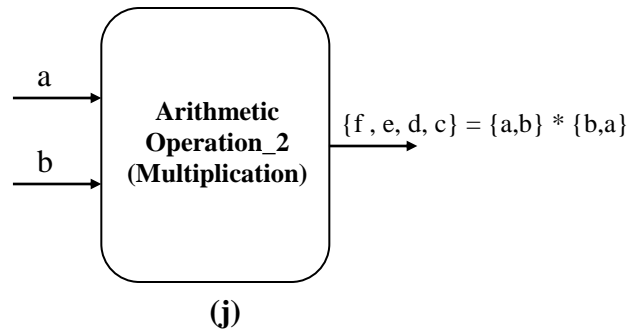 a
b
Arithmetic
Operation_2
(Multiplication)
{f , e, d, c} = {a,b} * {b,a}
(j)